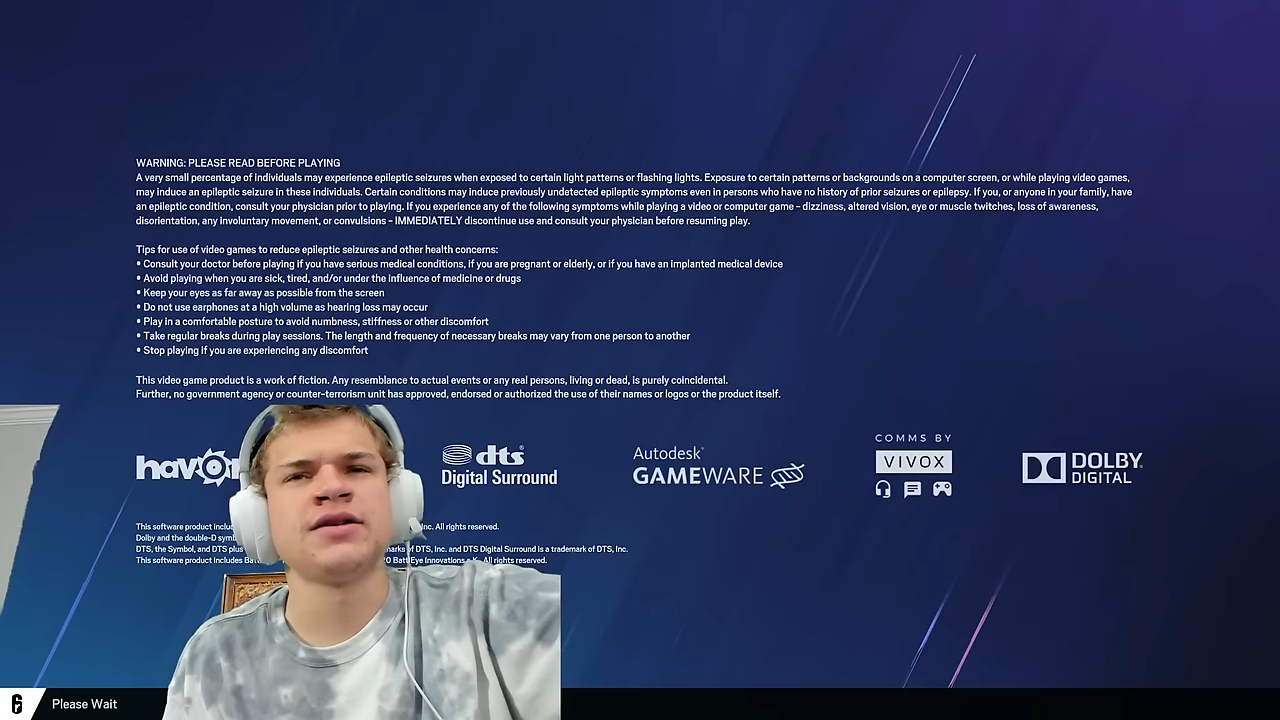 WARNING: PLEASE READ BEFORE PLAYING
A very small percentage of individuals may experience epileptic seizures when exposed to certain light patterns or flashing lights. Exposure to certain patterns or backgrounds on a computer screen, or while playing video games,
may induce an epileptic seizure in these individuals. Certain conditions may induce previously undetected epileptic symptoms even in persons who have no history of prior seizures or epilepsy. If you, or anyone in your family, have
an epileptic condition, consult your physician prior to playing. If you experience any of the following symptoms while playing a video or computer game – dizziness, altered vision, eye or muscle twitches, loss of awareness,
disorientation, any involuntary movement, or convulsions – IMMEDIATELY discontinue use and consult your physician before resuming play.
Tips for use of video games to reduce epileptic seizures and other health concerns:
• Consult your doctor before playing if you have serious medical conditions, if you are pregnant or elderly, or if you have an implanted medical device
• Avoid playing when you are sick, tired, and/or under the influence of medicine or drugs
• Keep your eyes as far away as possible from the screen
• Do not use earphones at a high volume as hearing loss may occur
• Play in a comfortable posture to avoid numbness, stiffness or other discomfort
• Take regular breaks during play sessions. The length and frequency of necessary breaks may vary from one person to another
• Stop playing if you are experiencing any discomfort
This video game product is a work of fiction. Any resemblance to actual events or any real persons, living or dead, is purely coincidental.
Further, no government agency or counter-terrorism unit has approved, endorsed or authorized the use of their names or logos or the product itself.
dts®
Digital Surround
Autodesk®
GAMEWARE
COMMS BY
VIVOX
DOLBY
DIGITAL
This software product Inc. All rights reserved.
Dolby and the double-D
DTS, the Symbol, and DTS plus of DTS, Inc. and DTS Digital Surround is a trademark of DTS, Inc.
This software product includes BattlEye Innovations e.K. All rights reserved.
Please Wait